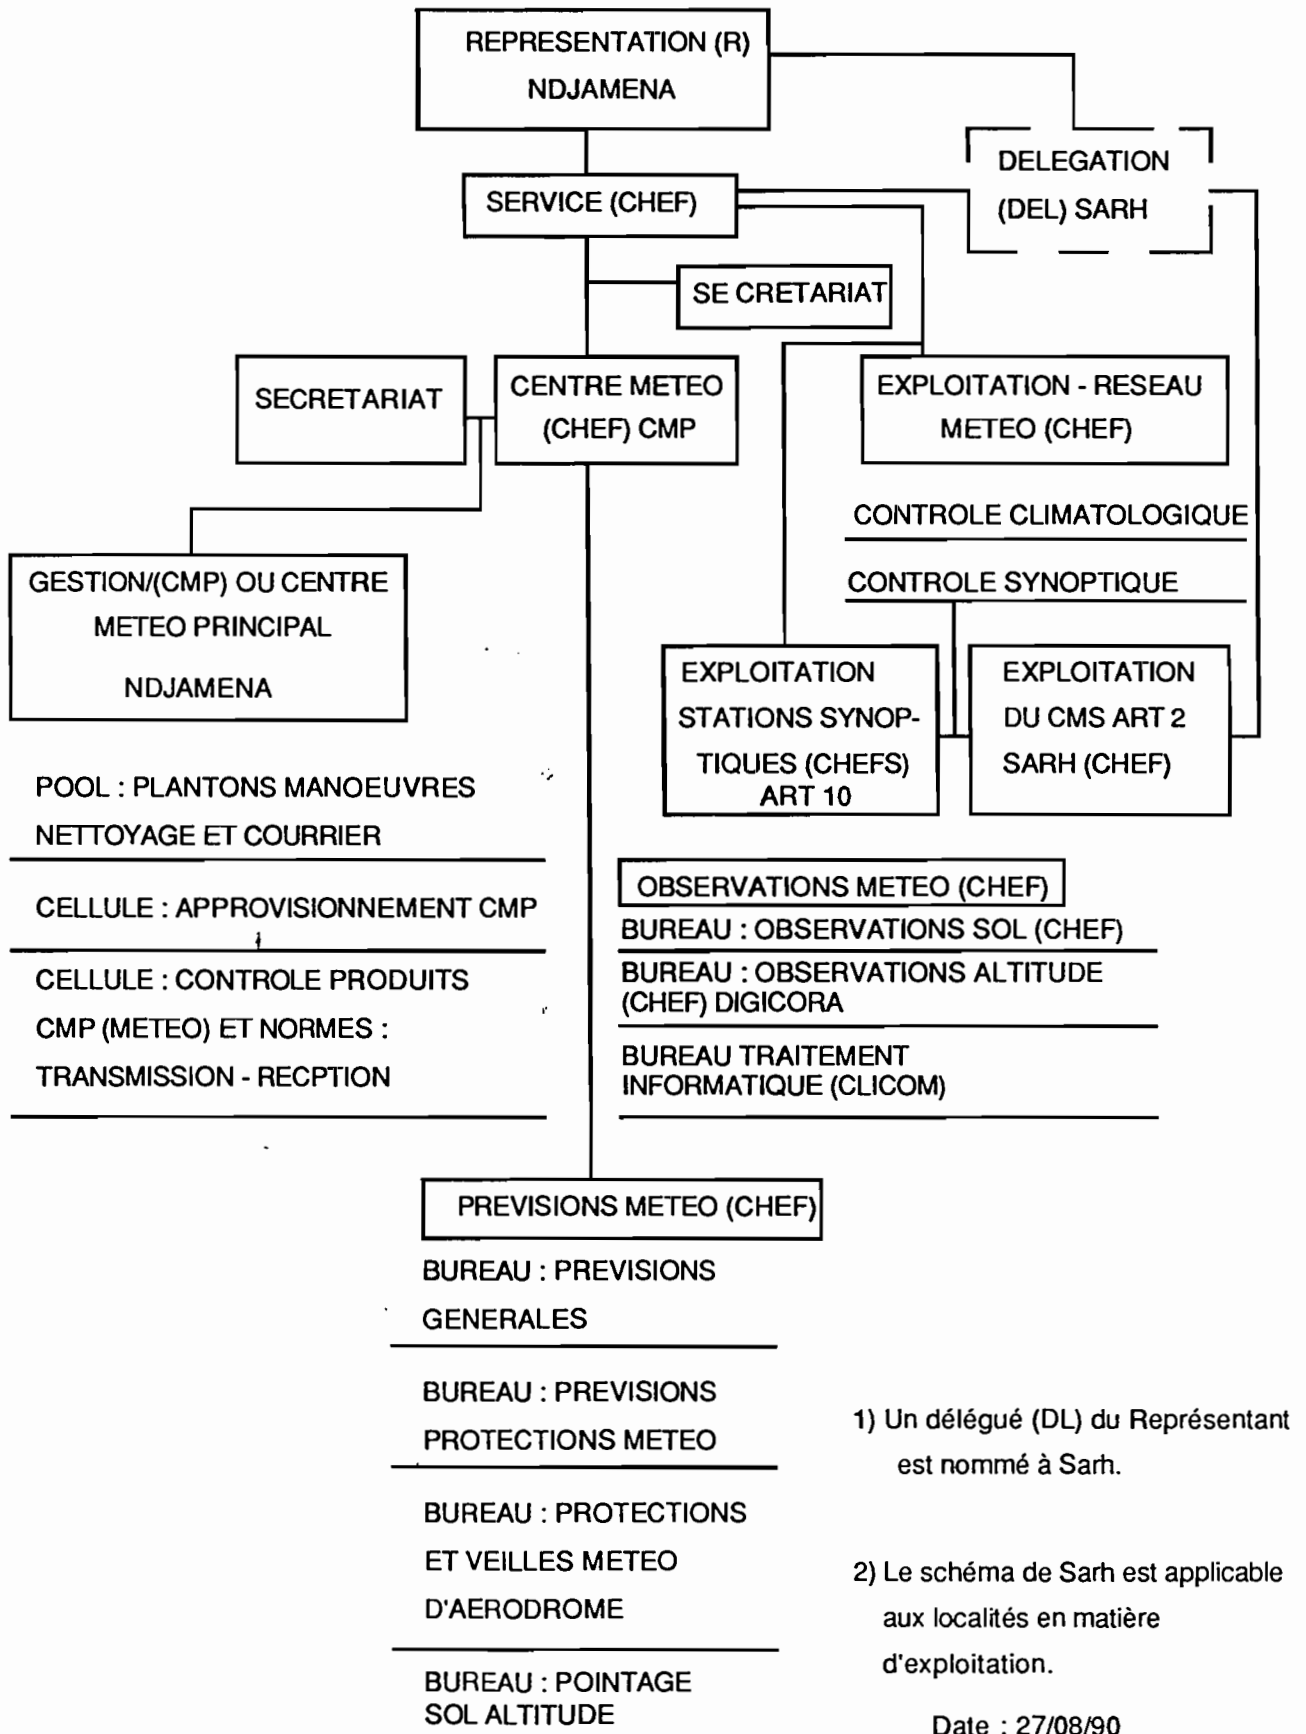 REPRESENTATION (R)
NDJAMENA
DELEGATION
(DEL) SARH
SERVICE (CHEF)
SE CRETARIAT
SECRETARIAT
CENTRE METEO
(CHEF) CMP
EXPLOITATION - RESEAU
METEO (CHEF)
CONTROLE CLIMATOLOGIQUE
CONTROLE SYNOPTIQUE
GESTION/(CMP) OU CENTRE
METEO PRINCIPAL
NDJAMENA
EXPLOITATION
STATIONS SYNOP-
TIQUES (CHEFS)
ART 10
EXPLOITATION
DU CMS ART 2
SARH (CHEF)
POOL : PLANTONS MANOEUVRES
NETTOYAGE ET COURRIER
CELLULE : APPROVISIONNEMENT CMP
CELLULE : CONTROLE PRODUITS
CMP (METEO) ET NORMES :
TRANSMISSION - RECPTION
OBSERVATIONS METEO (CHEF)
BUREAU : OBSERVATIONS SOL (CHEF)
BUREAU : OBSERVATIONS ALTITUDE
(CHEF) DIGICORA
BUREAU TRAITEMENT
INFORMATIQUE (CLICOM)
PREVISIONS METEO (CHEF)
BUREAU : PREVISIONS
GENERALES
BUREAU : PREVISIONS
PROTECTIONS METEO
BUREAU : PROTECTIONS
ET VEILLES METEO
D'AERODROME
BUREAU : POINTAGE
SOL ALTITUDE
1) Un délégué (DL) du Représentant
est nommé à Sarh.
2) Le schéma de Sarh est applicable
aux localités en matière
d'exploitation.
Date : 27/08/90